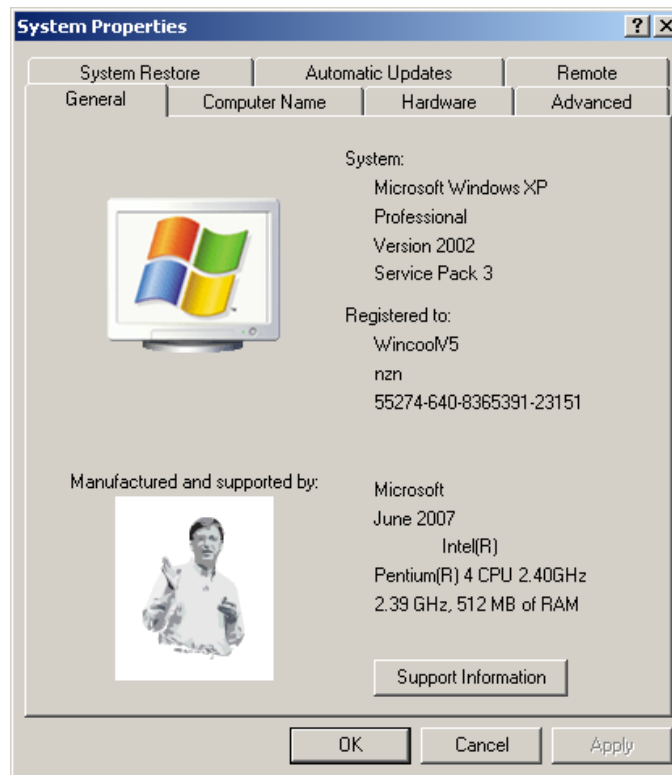 System Properties
System Restore Automatic Updates Remote
General Computer Name Hardware Advanced
System:
Microsoft Windows XP
Professional
Version 2002
Service Pack 3
Registered to:
WincoolV5
nzn
55274-640-8365391-23151
Manufactured and supported by:
Microsoft
June 2007
Intel(R)
Pentium(R) 4 CPU 2.40GHz
2.39 GHz, 512 MB of RAM
Support Information
OK Cancel Apply